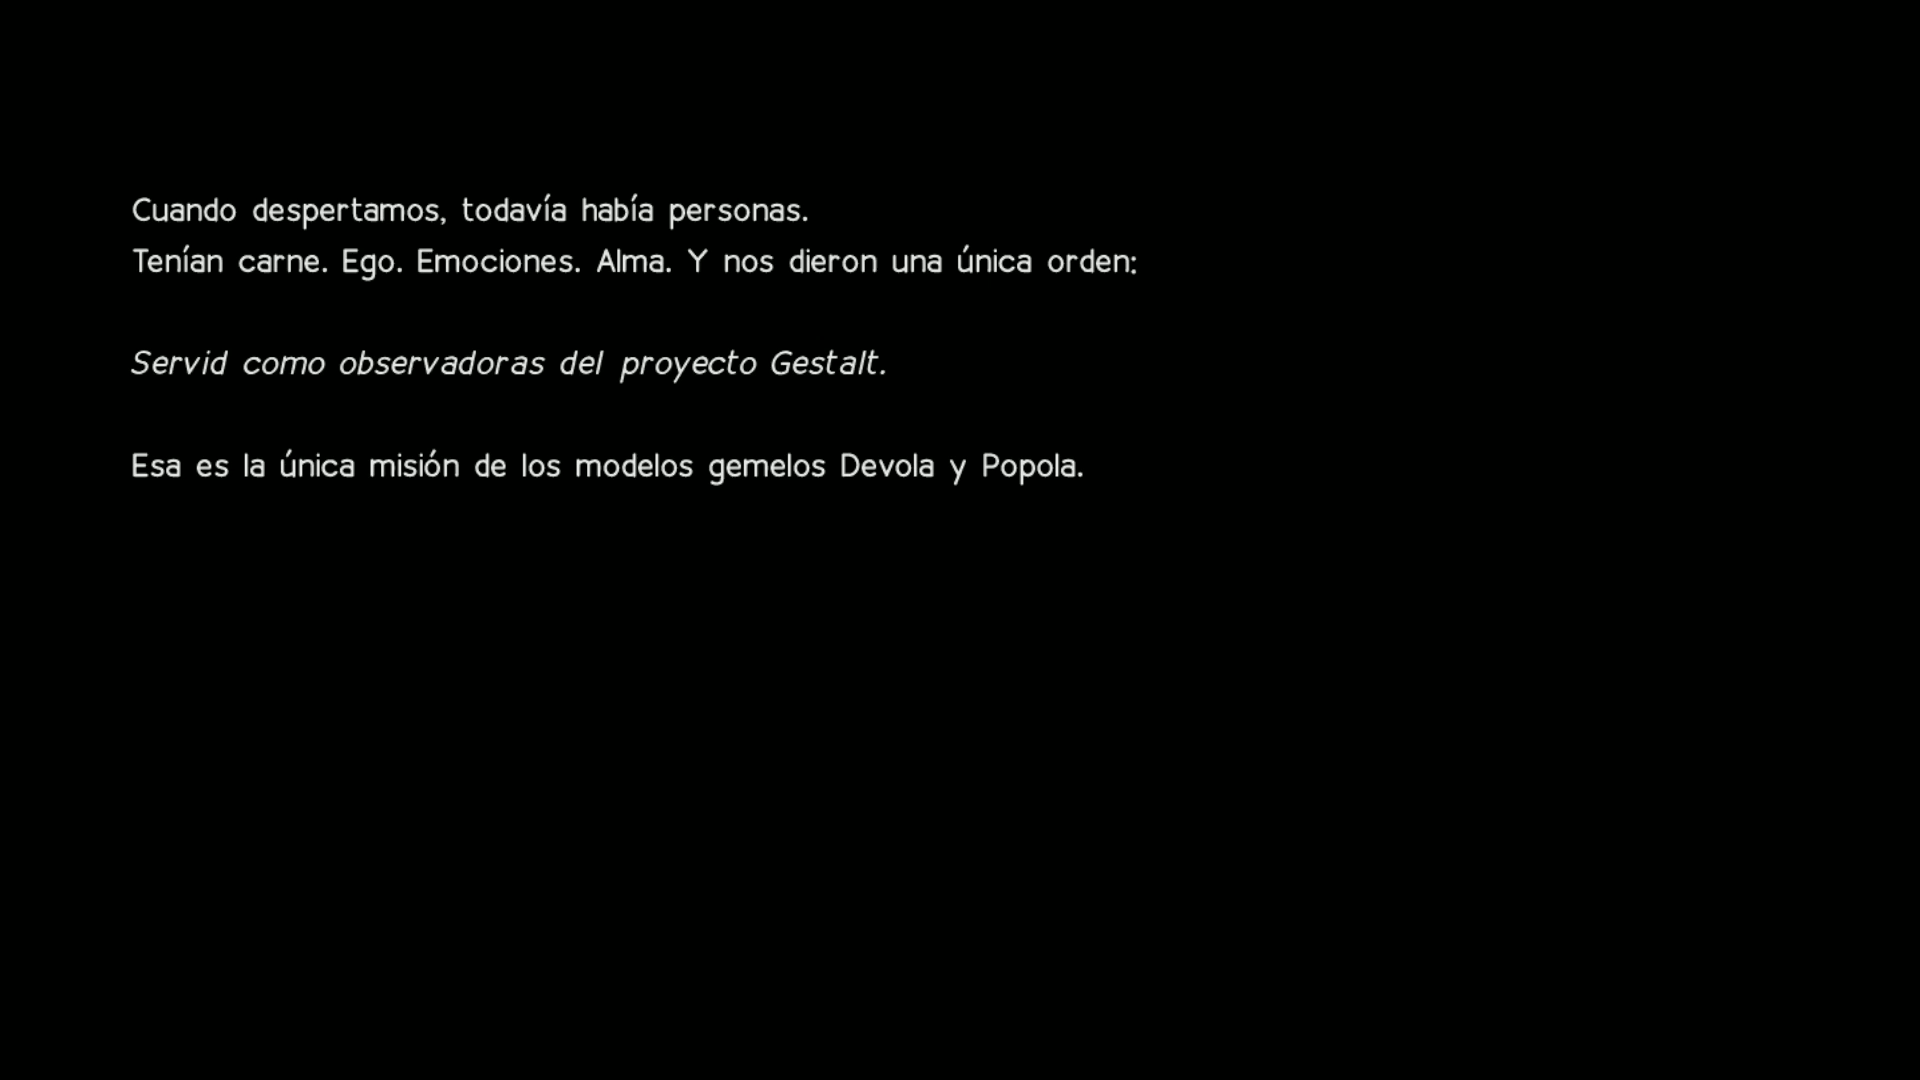 Cuando despertamos, todavía había personas.
Tenían carne. Ego. Emociones. Alma. Y nos dieron una única orden:
Servid como observadoras del proyecto Gestalt.
Esa es la única misión de los modelos gemelos Devola y Popola.